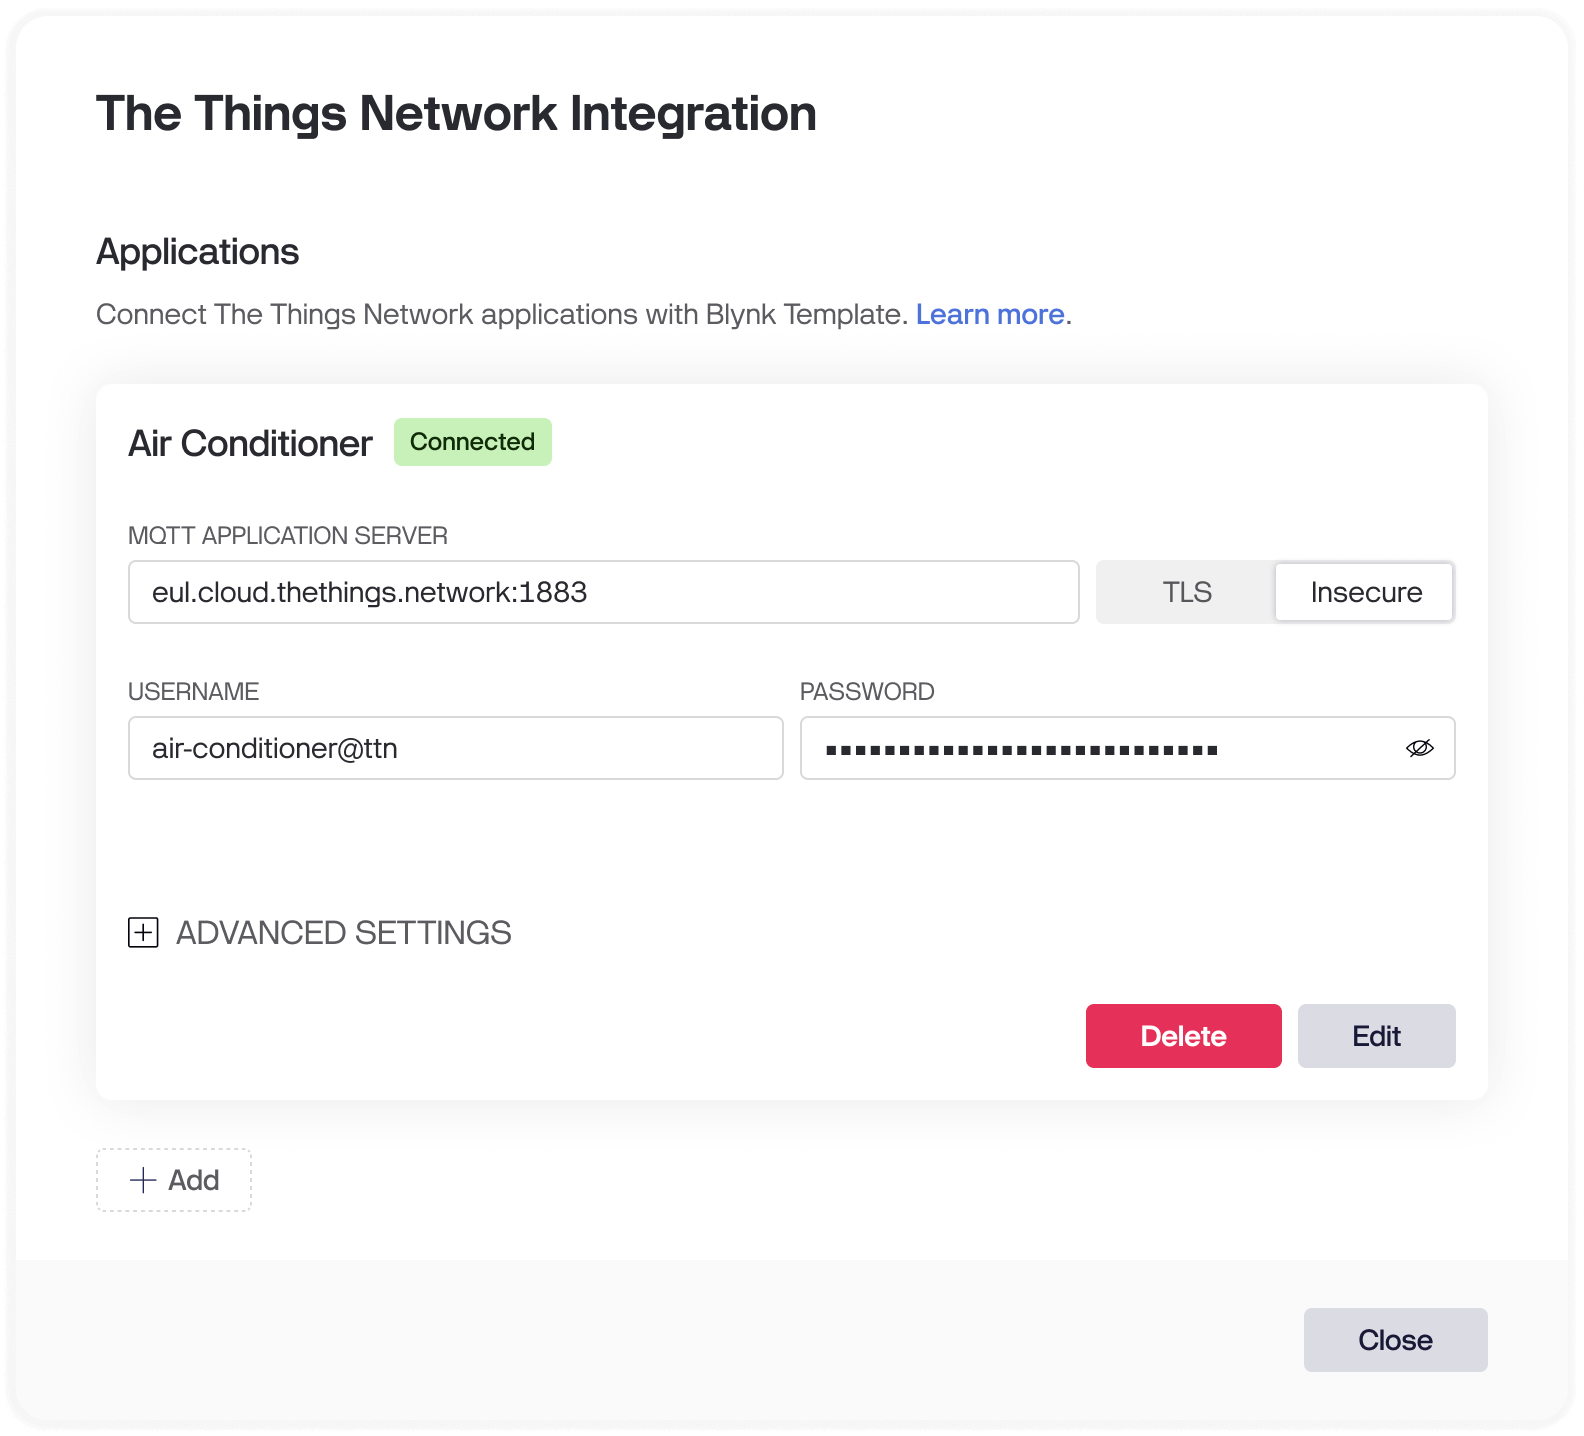 The Things Network Integration
Applications
Connect The Things Network applications with Blynk Template. Learn more.
Air Conditioner Connected
MQTT APPLICATION SERVER
eul.cloud.thethings.network:1883 TLS Insecure
USERNAME PASSWORD
air-conditioner@ttn
ADVANCED SETTINGS
Delete Edit
Add
Close